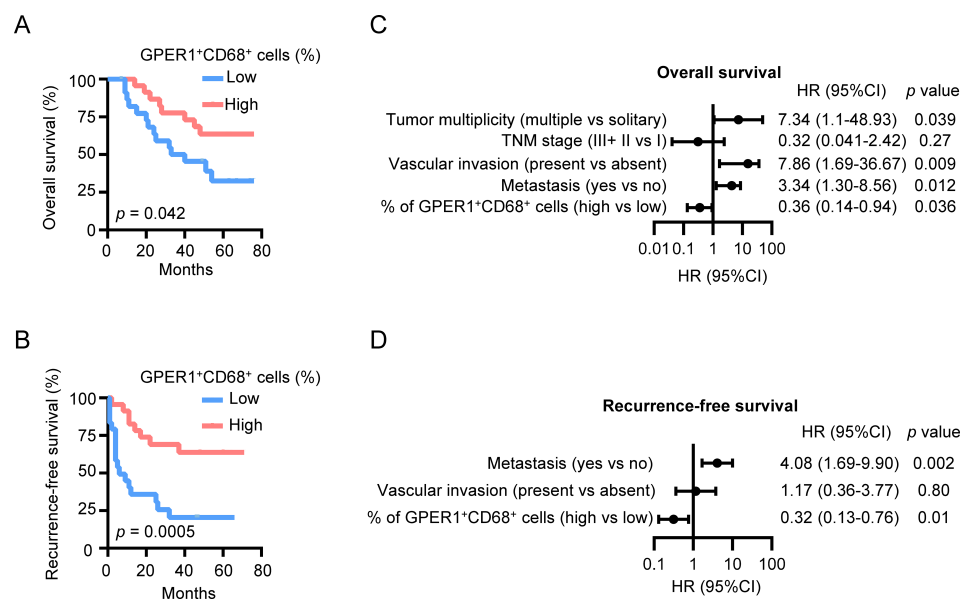 A
GPER1⁺CD68⁺ cells (%)
Low
High
Overall survival (%)
100
75
50
25
0
p = 0.042
0 20 40 60 80
Months
C
Overall survival
HR (95%CI) p value
Tumor multiplicity (multiple vs solitary) 7.34 (1.1-48.93) 0.039
TNM stage (III+ II vs I) 0.32 (0.041-2.42) 0.27
Vascular invasion (present vs absent) 7.86 (1.69-36.67) 0.009
Metastasis (yes vs no) 3.34 (1.30-8.56) 0.012
% of GPER1⁺CD68⁺ cells (high vs low) 0.36 (0.14-0.94) 0.036
0.01 0.1 1 10 100
HR (95%CI)
B
GPER1⁺CD68⁺ cells (%)
Low
High
Recurrence-free survival (%)
100
75
50
25
0
p = 0.0005
0 20 40 60 80
Months
D
Recurrence-free survival
HR (95%CI) p value
Metastasis (yes vs no) 4.08 (1.69-9.90) 0.002
Vascular invasion (present vs absent) 1.17 (0.36-3.77) 0.80
% of GPER1⁺CD68⁺ cells (high vs low) 0.32 (0.13-0.76) 0.01
0.1 1 10 100
HR (95%CI)